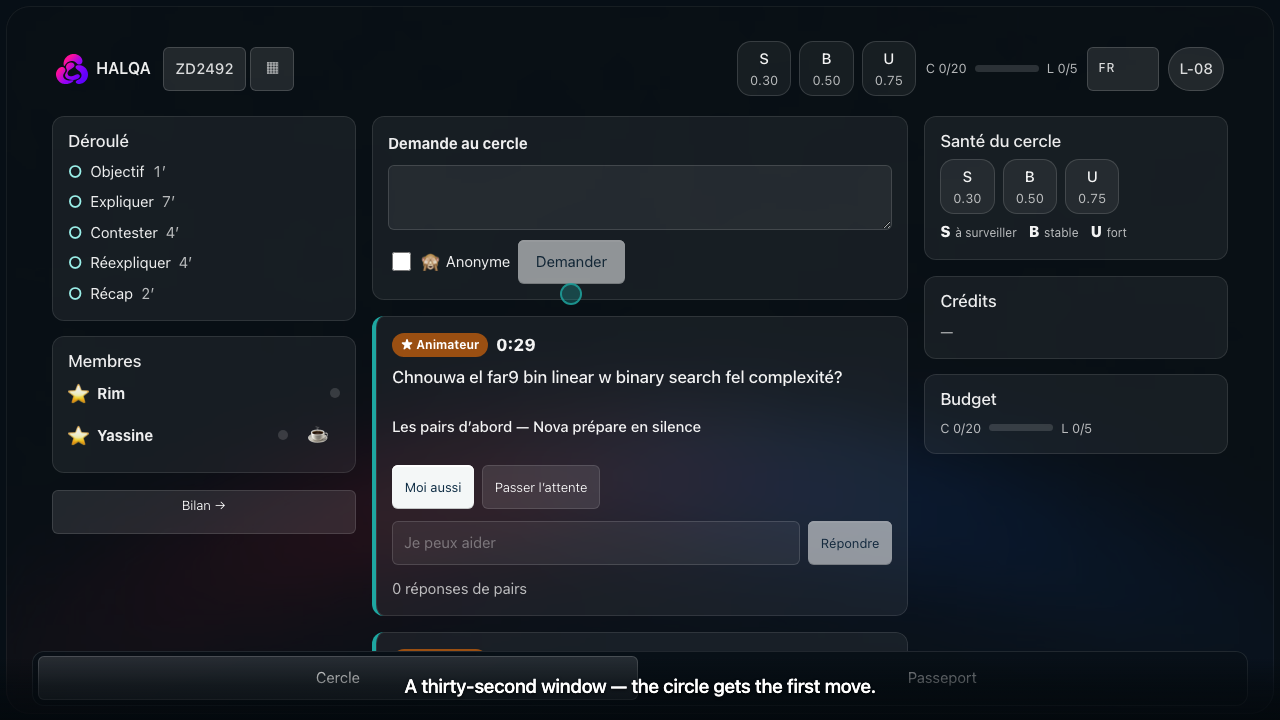 HALQA
ZD2492
S 0.30
B 0.50
U 0.75
C 0/20
L 0/5
FR
L-08
Déroulé
Objectif 1′
Expliquer 7′
Contester 4′
Réexpliquer 4′
Récap 2′
Membres
Rim
Yassine
Bilan →
Demande au cercle
Anonyme
Demander
Animateur 0:29
Chnouwa el far9 bin linear w binary search fel complexité?
Les pairs d’abord — Nova prépare en silence
Moi aussi
Passer l’attente
Je peux aider
Répondre
0 réponses de pairs
Santé du cercle
S 0.30
B 0.50
U 0.75
S à surveiller B stable U fort
Crédits
—
Budget
C 0/20 L 0/5
Cercle
Passeport
A thirty-second window — the circle gets the first move.